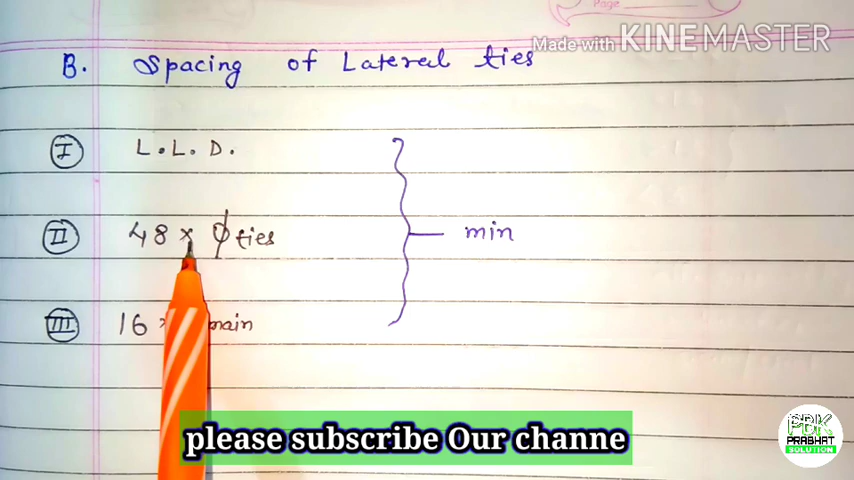 Page
Made with KINEMASTER
B. Spacing of Lateral ties
I L.L.D.
II 48 x ϕ ties
min
III 16 main
please subscribe Our channe
PBK
PRABHAT
SOLUTION